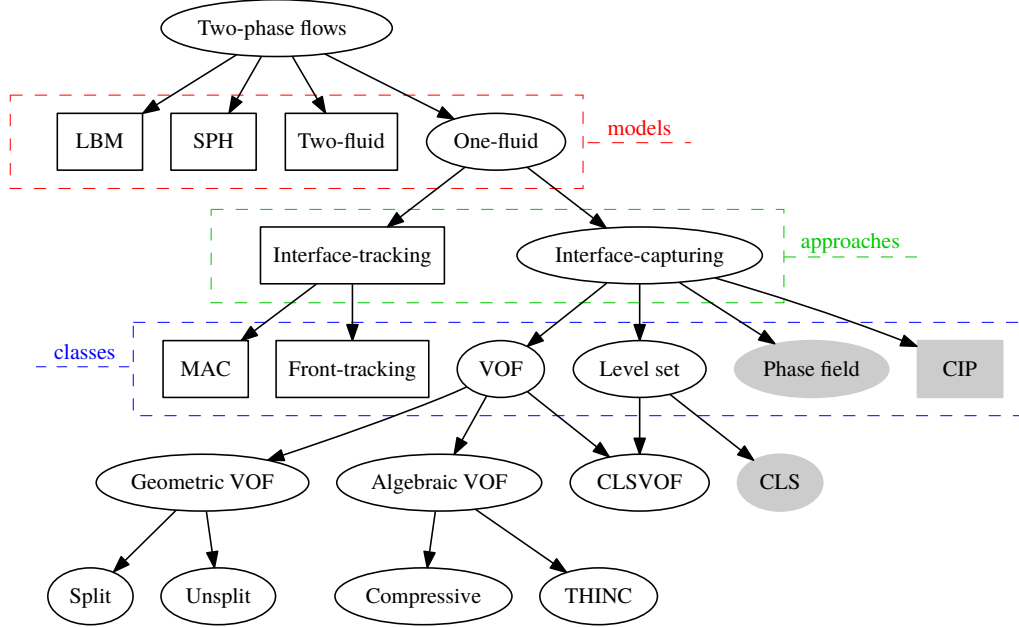 Two-phase flows
LBM
SPH
Two-fluid
One-fluid
models
Interface-tracking
Interface-capturing
approaches
classes
MAC
Front-tracking
VOF
Level set
Phase field
CIP
Geometric VOF
Algebraic VOF
CLSVOF
CLS
Split
Unsplit
Compressive
THINC